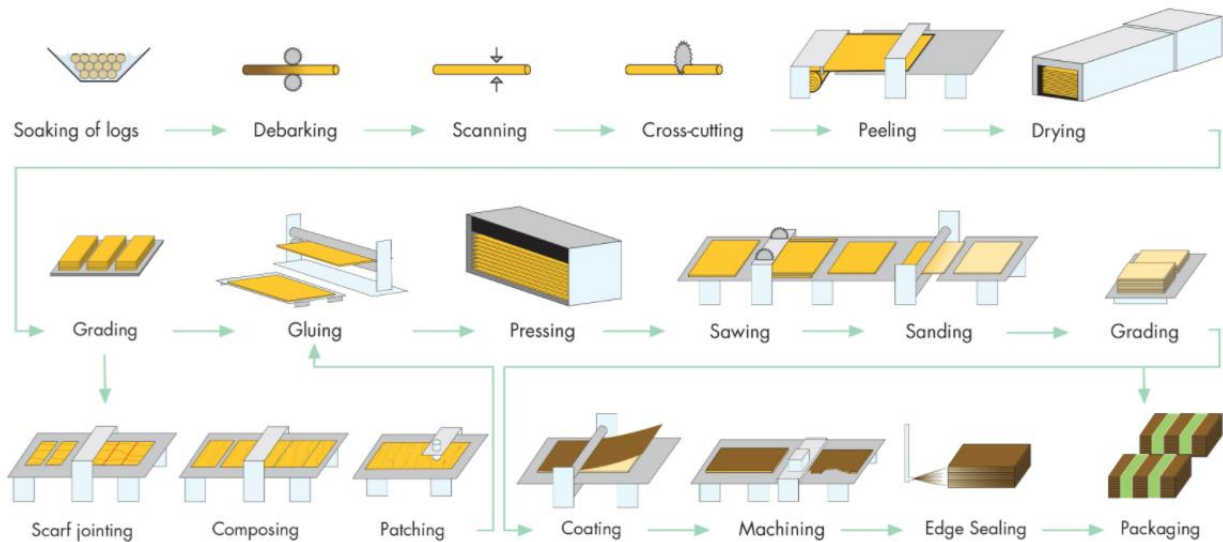 Soaking of logs
Debarking
Scanning
Cross-cutting
Peeling
Drying
Grading
Gluing
Pressing
Sawing
Sanding
Grading
Scarf jointing
Composing
Patching
Coating
Machining
Edge Sealing
Packaging